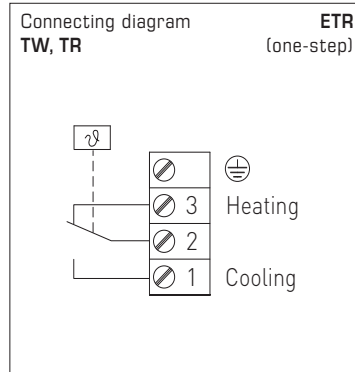 Connecting diagram ETR
TW, TR (one-step)
ϑ
3 Heating
2
1 Cooling